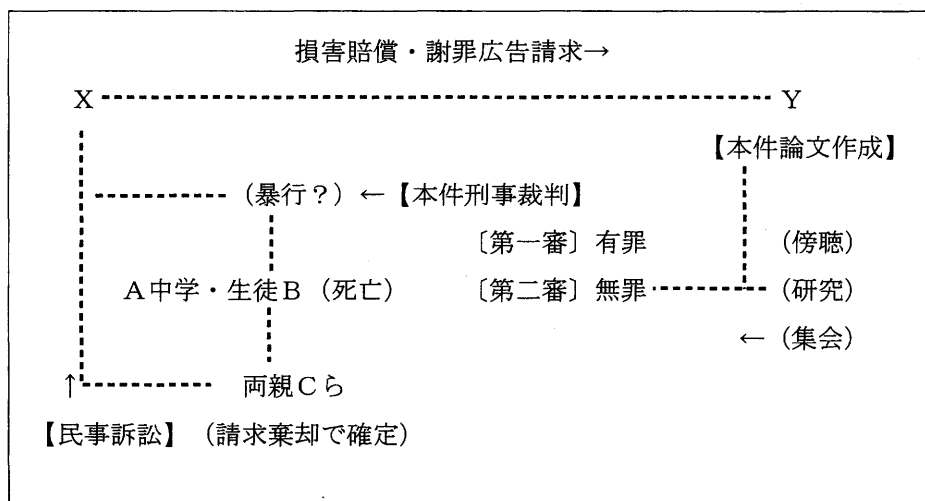 損害賠償・謝罪広告請求→
X Y
【本件論文作成】
(暴行?)←【本件刑事裁判】
〔第一審〕有罪 (傍聴)
A中学・生徒B(死亡) 〔第二審〕無罪 (研究)
←(集会)
↑ 両親Cら
【民事訴訟】(請求棄却で確定)